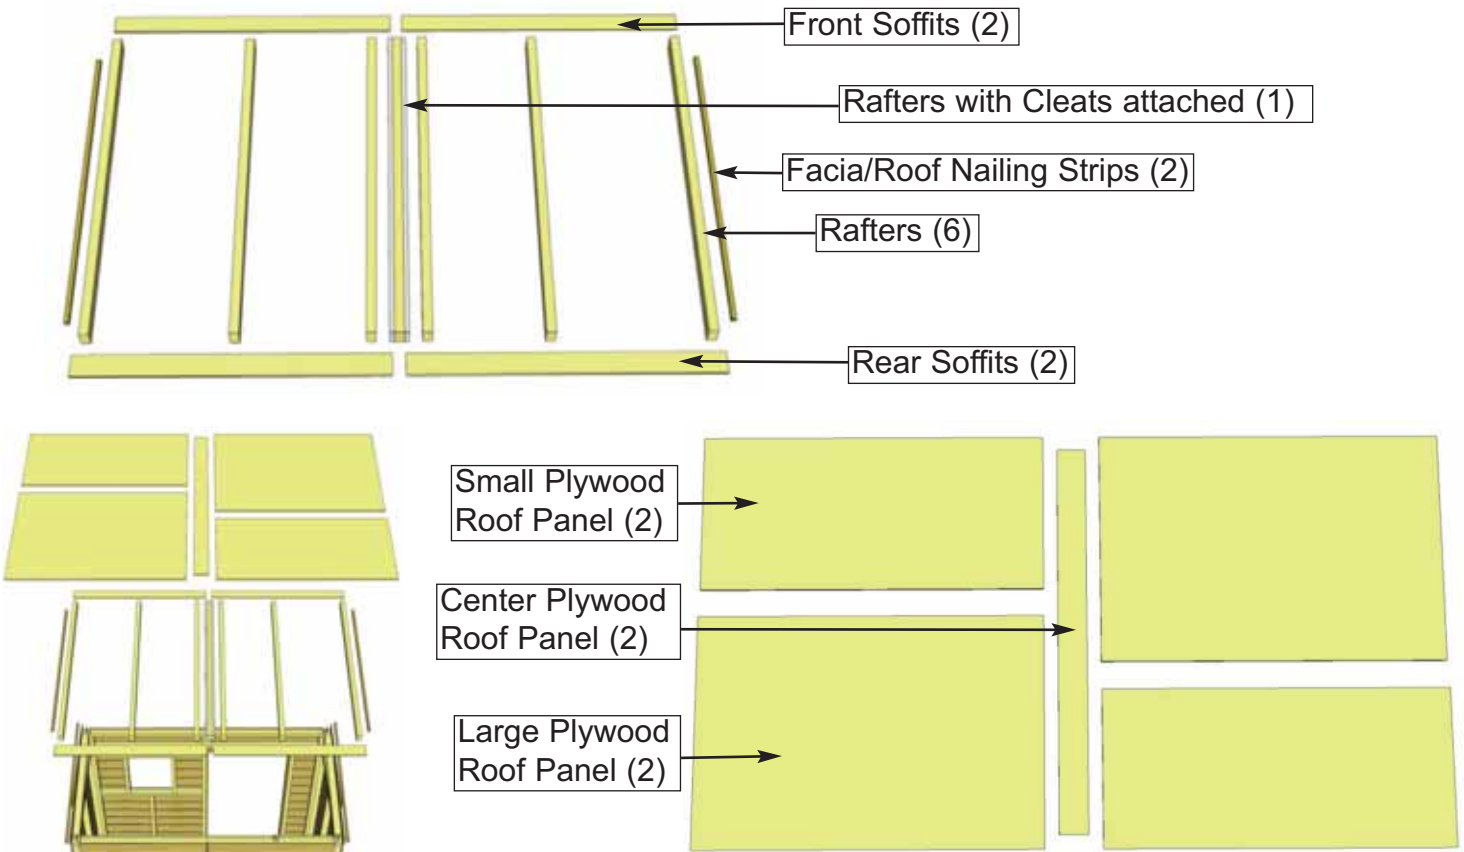 Front Soffits (2)
Rafters with Cleats attached (1)
Facia/Roof Nailing Strips (2)
Rafters (6)
Rear Soffits (2)
Small Plywood
Roof Panel (2)
Center Plywood
Roof Panel (2)
Large Plywood
Roof Panel (2)